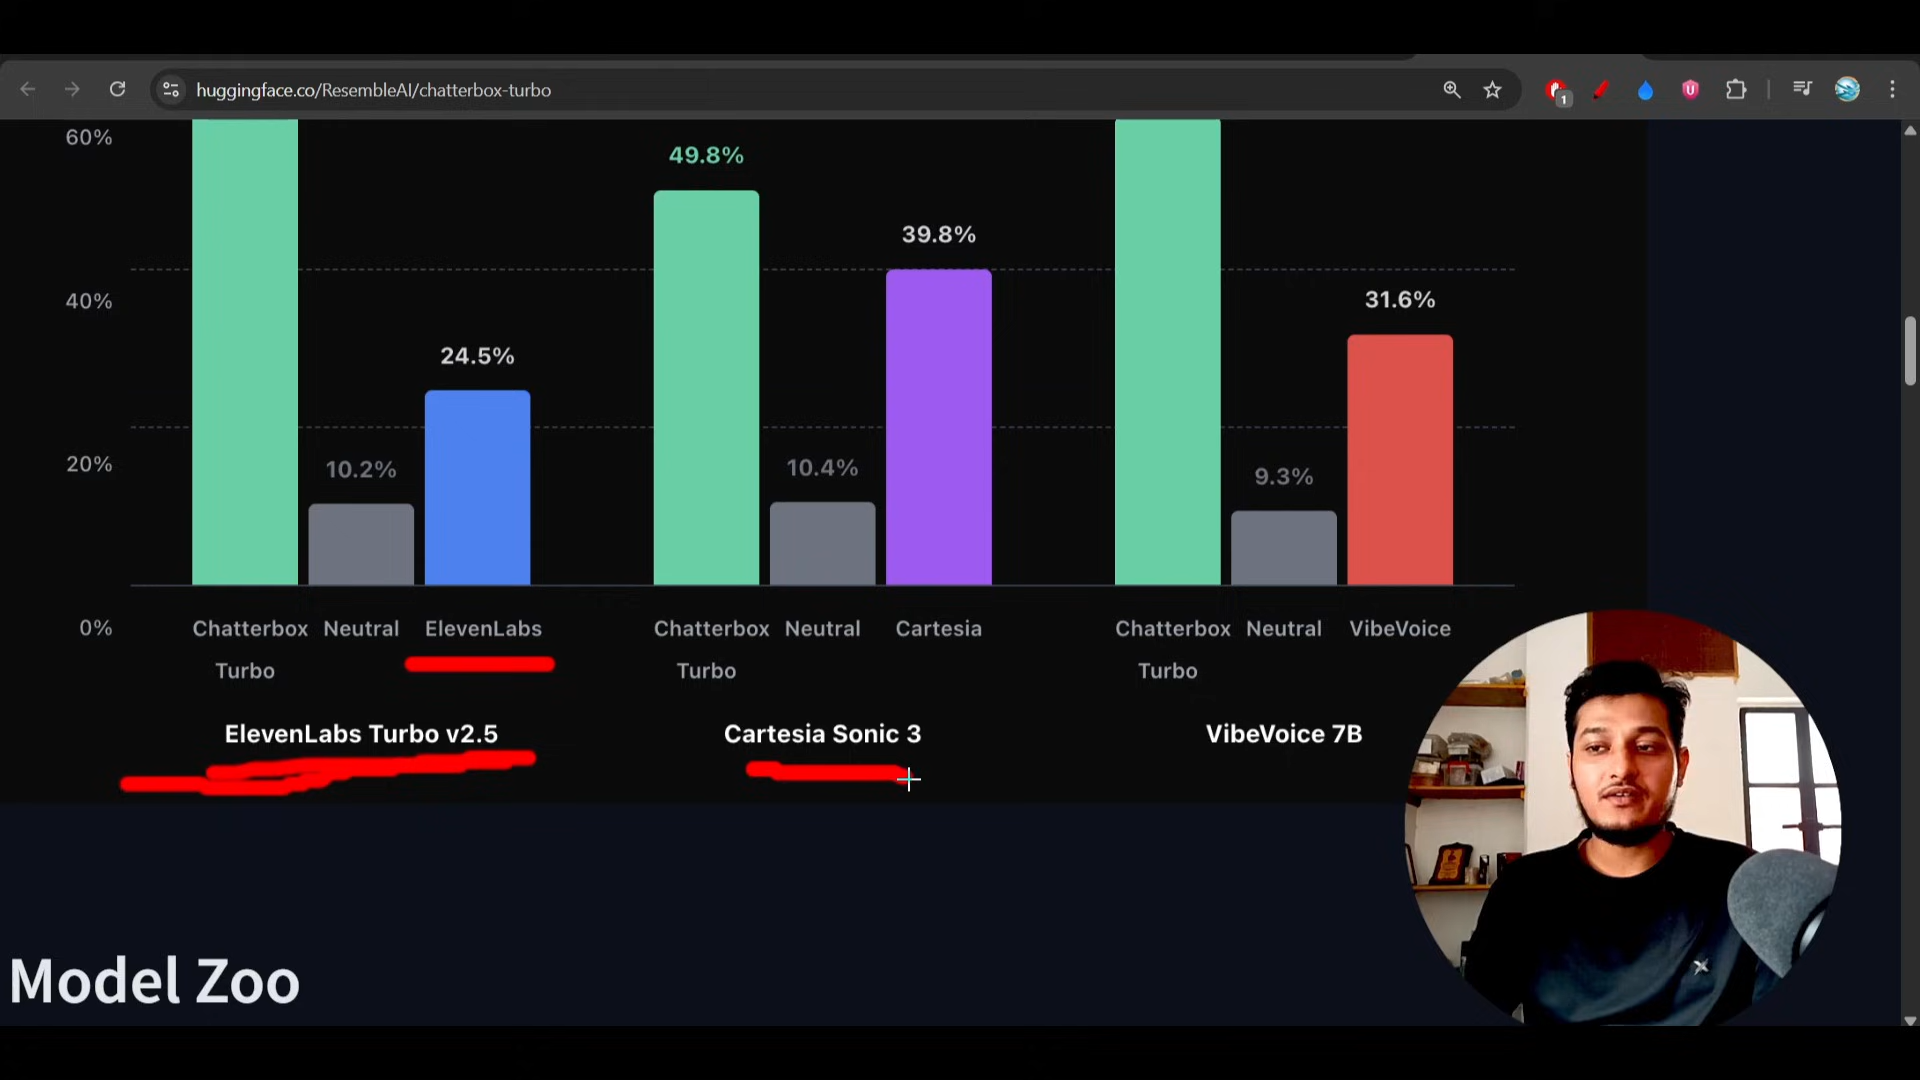 huggingface.co/ResembleAI/chatterbox-turbo
1
60%
49.8%
39.8%
40%
31.6%
24.5%
20%
10.2%
10.4%
9.3%
0%
Chatterbox Turbo
Neutral
ElevenLabs
Chatterbox Turbo
Neutral
Cartesia
Chatterbox Turbo
Neutral
VibeVoice
ElevenLabs Turbo v2.5
Cartesia Sonic 3
VibeVoice 7B
Model Zoo